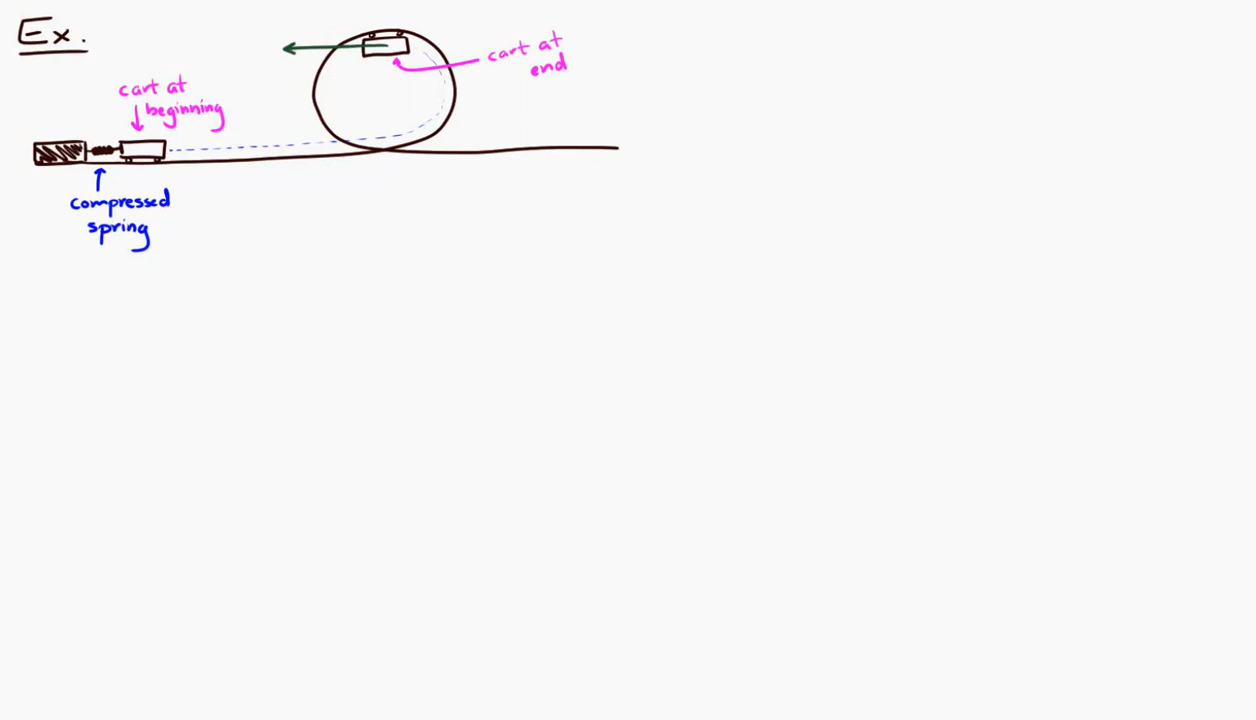 Ex.
cart at
beginning
cart at
end
compressed
spring